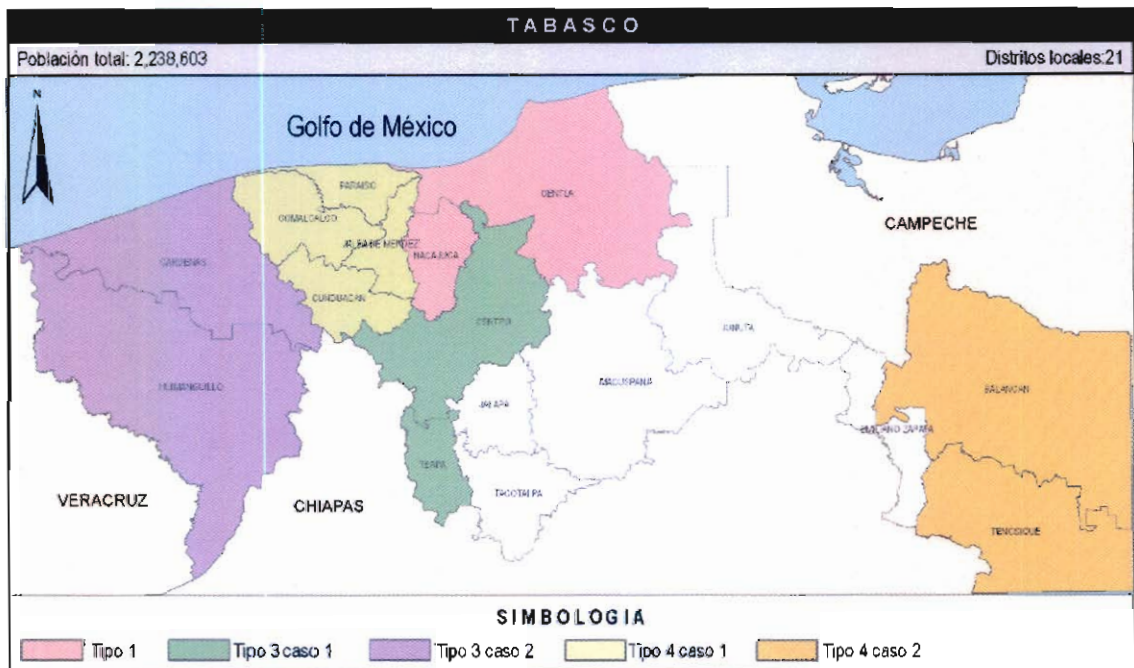 TABASCO
Población total: 2,238,603
Distritos locales:21
N
Golfo de México
PARAISO
CENTLA
COMALCALCO
CAMPECHE
JALPA DE MENDEZ
NACAJUCA
CARDENAS
CUNDUACAN
CENTRO
JONUTA
HUIMANGUILLO
MACUSPANA
BALANCAN
JALAPA
EMILIANO ZAPATA
TEAPA
VERACRUZ
CHIAPAS
TACOTALPA
TENOSIQUE
SIMBOLOGIA
Tipo 1
Tipo 3 caso 1
Tipo 3 caso 2
Tipo 4 caso 1
Tipo 4 caso 2